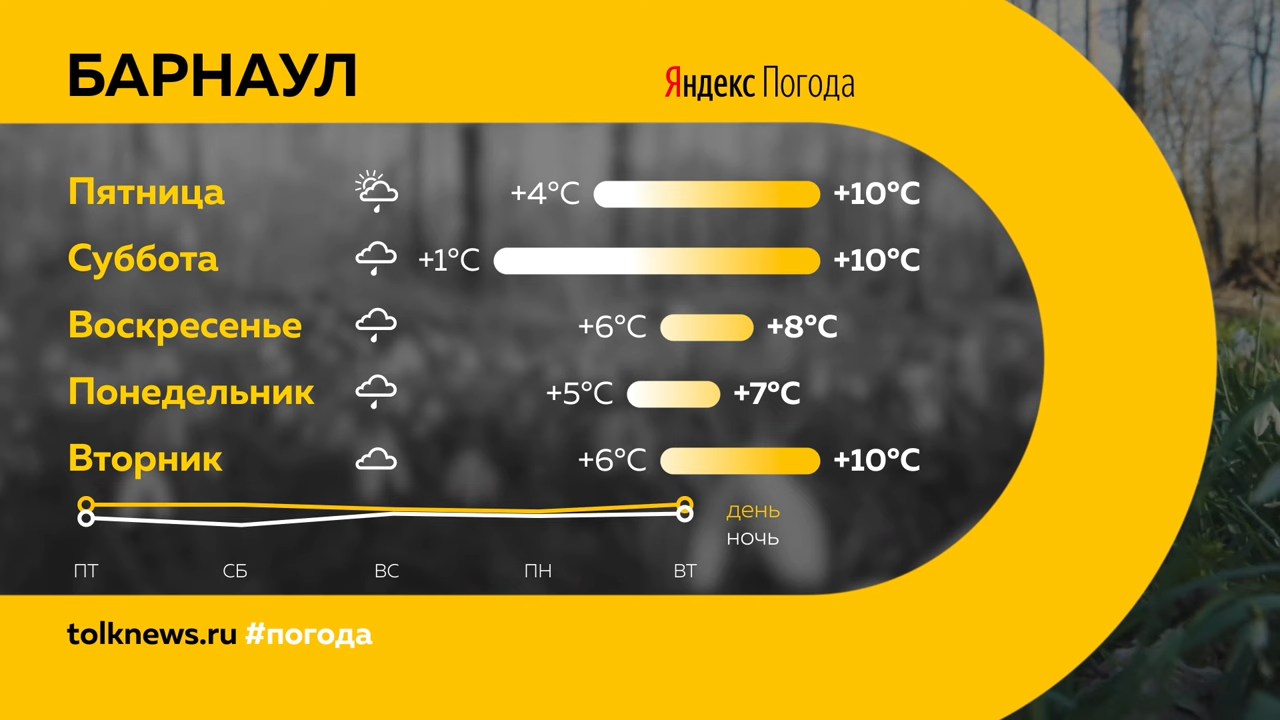 БАРНАУЛ
Яндекс Погода
Пятница +4°C +10°C
Суббота +1°C +10°C
Воскресенье +6°C +8°C
Понедельник +5°C +7°C
Вторник +6°C +10°C
день
ночь
ПТ СБ ВС ПН ВТ
tolknews.ru #погода